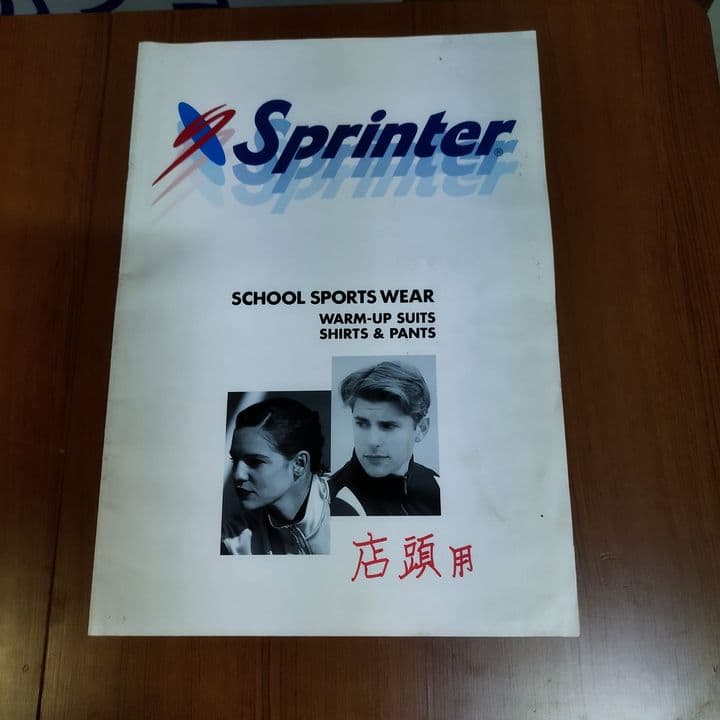 Sprinter®
SCHOOL SPORTS WEAR
WARM-UP SUITS
SHIRTS & PANTS
店頭用